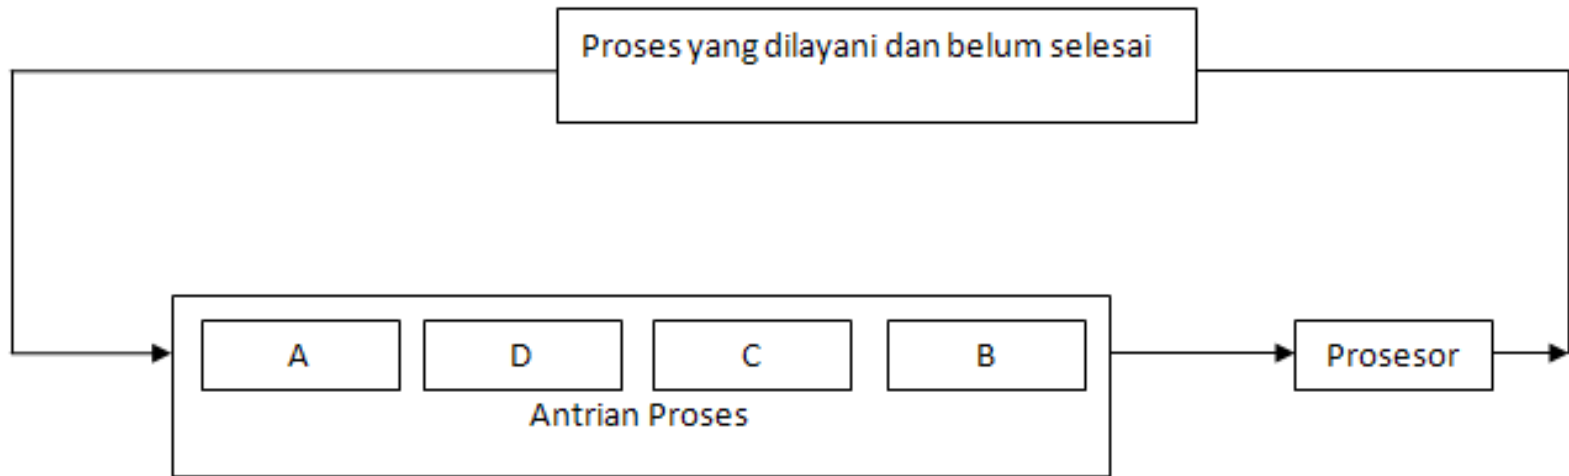 Proses yang dilayani dan belum selesai
A
D
C
B
Prosesor
Antrian Proses